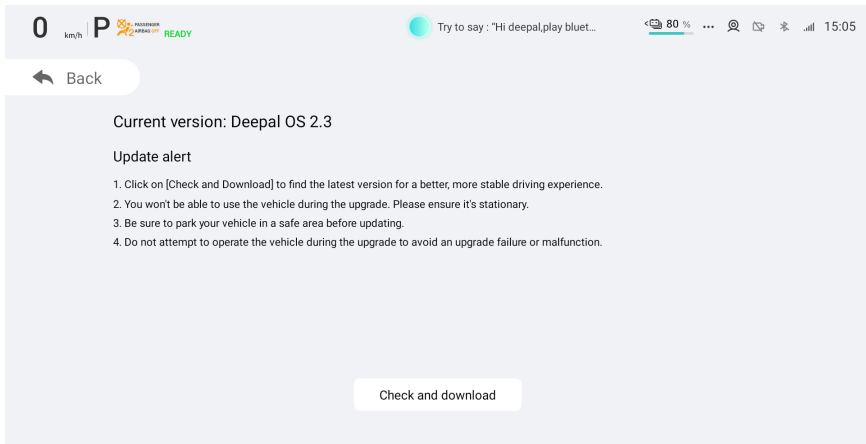 0 km/h P 2 PASSENGER AIRBAG OFF READY
Try to say : "Hi deepal,play bluet...
80 %
15:05
Back
Current version: Deepal OS 2.3
Update alert
1. Click on [Check and Download] to find the latest version for a better, more stable driving experience.
2. You won't be able to use the vehicle during the upgrade. Please ensure it's stationary.
3. Be sure to park your vehicle in a safe area before updating.
4. Do not attempt to operate the vehicle during the upgrade to avoid an upgrade failure or malfunction.
Check and download